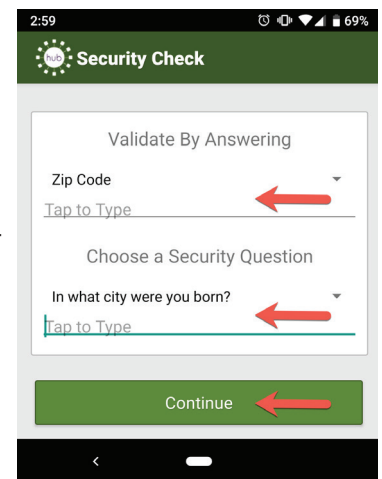 2:59 69%
hub Security Check
Validate By Answering
Zip Code
Tap to Type
Choose a Security Question
In what city were you born?
Tap to Type
Continue